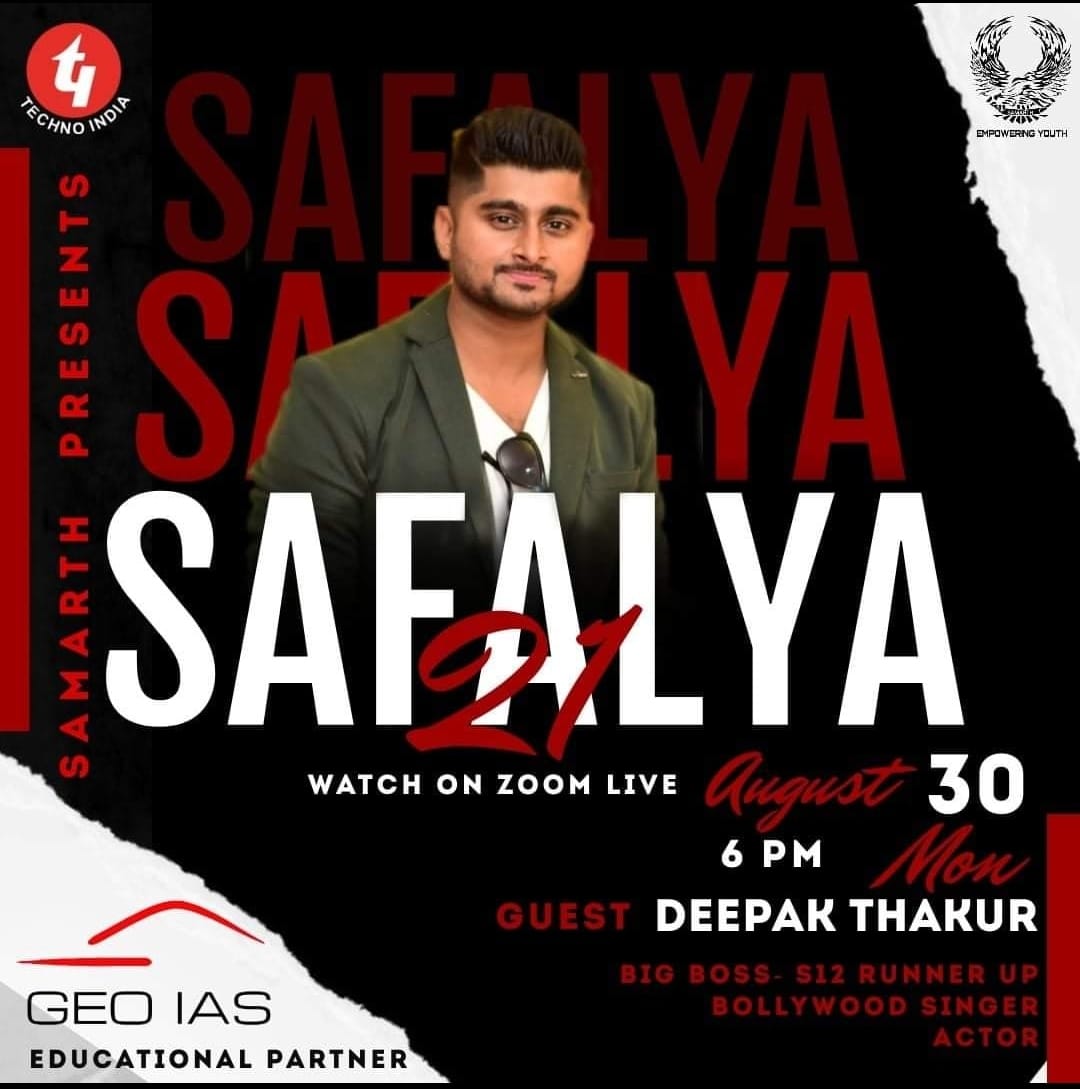 TECHNO INDIA
EMPOWERING YOUTH
SAMARTH PRESENTS
SAFALYA
SAFALYA
SAFALYA
21
WATCH ON ZOOM LIVE August 30
6 PM Mon
GUEST DEEPAK THAKUR
BIG BOSS- S12 RUNNER UP
BOLLYWOOD SINGER
ACTOR
GEO IAS
EDUCATIONAL PARTNER